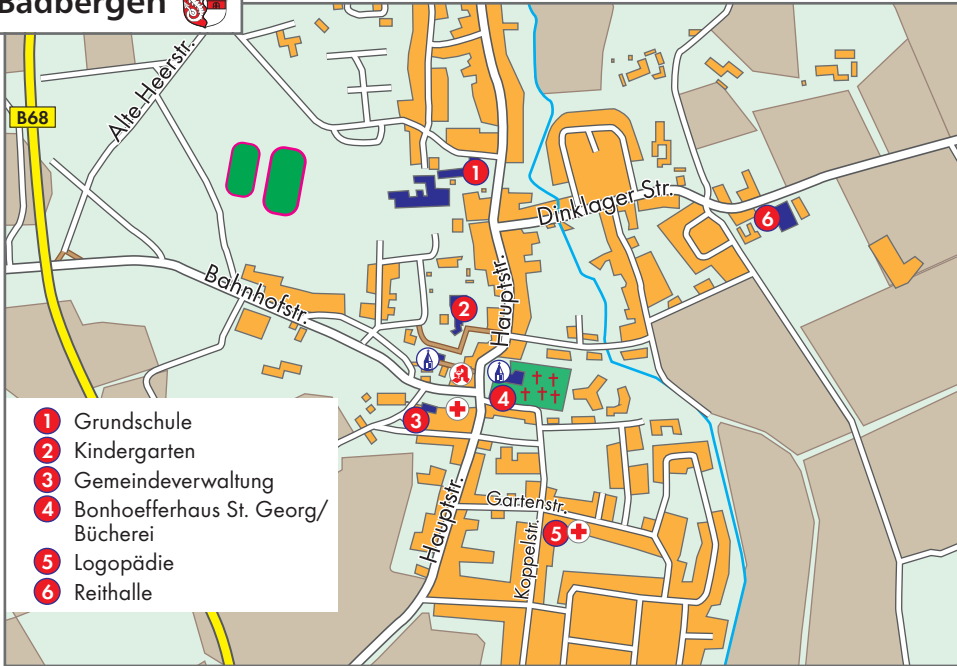 Badbergen
B68
Alte Heerstr.
1
Dinklager Str.
6
Bahnhofstr.
Hauptstr.
2
a
4
3
Hauptstr.
Gartenstr.
Koppelstr.
5
1 Grundschule
2 Kindergarten
3 Gemeindeverwaltung
4 Bonhoefferhaus St. Georg/
Bücherei
5 Logopädie
6 Reithalle